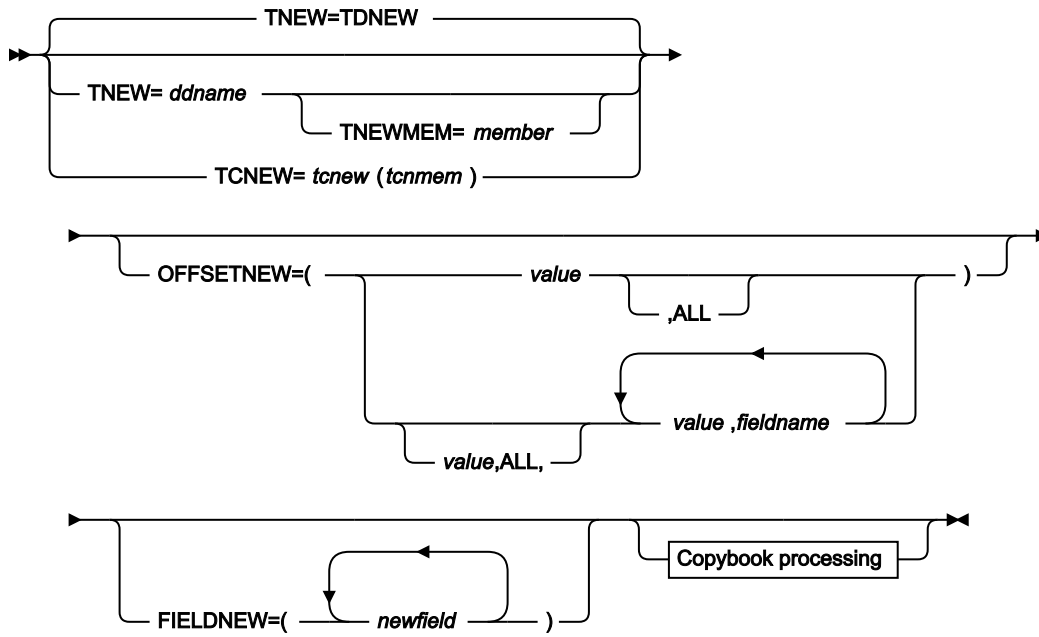 TNEW=TDNEW
TNEW= ddname
TNEWMEM= member
TCNEW= tcnew (tcnmem )
OFFSETNEW=( value )
,ALL
value ,fieldname
value,ALL,
Copybook processing
FIELDNEW=( newfield )